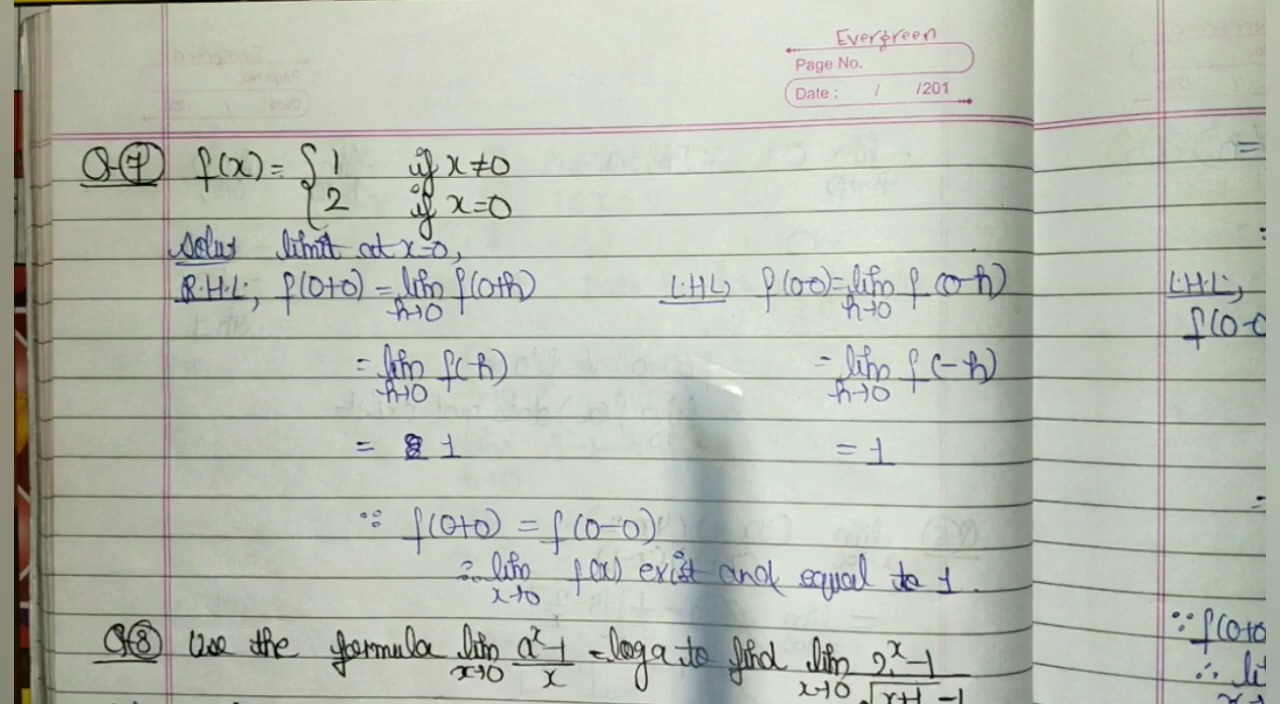 Evergreen
Page No.
Date : / /201
Q.7 f(x) = { 1 if x≠0
2 if x=0
Solu limit at x=0,
R.H.L, f(0+0) = lim h→0 f(0+h) L.H.L, f(0-0) = lim h→0 f(0-h)
= lim h→0 f(-h) = lim h→0 f(-h)
= 1 = 1
∵ f(0+0) = f(0-0)
∴ lim x→0 f(x) exist and equal to 1.
Q.8 Use the formula lim x→0 a^x-1 / x = log a to find lim x→0 2^x-1 / √x+1 -1
=
L.H.L,
f(0-0
=
∵ f(0+0
∴ li
x→